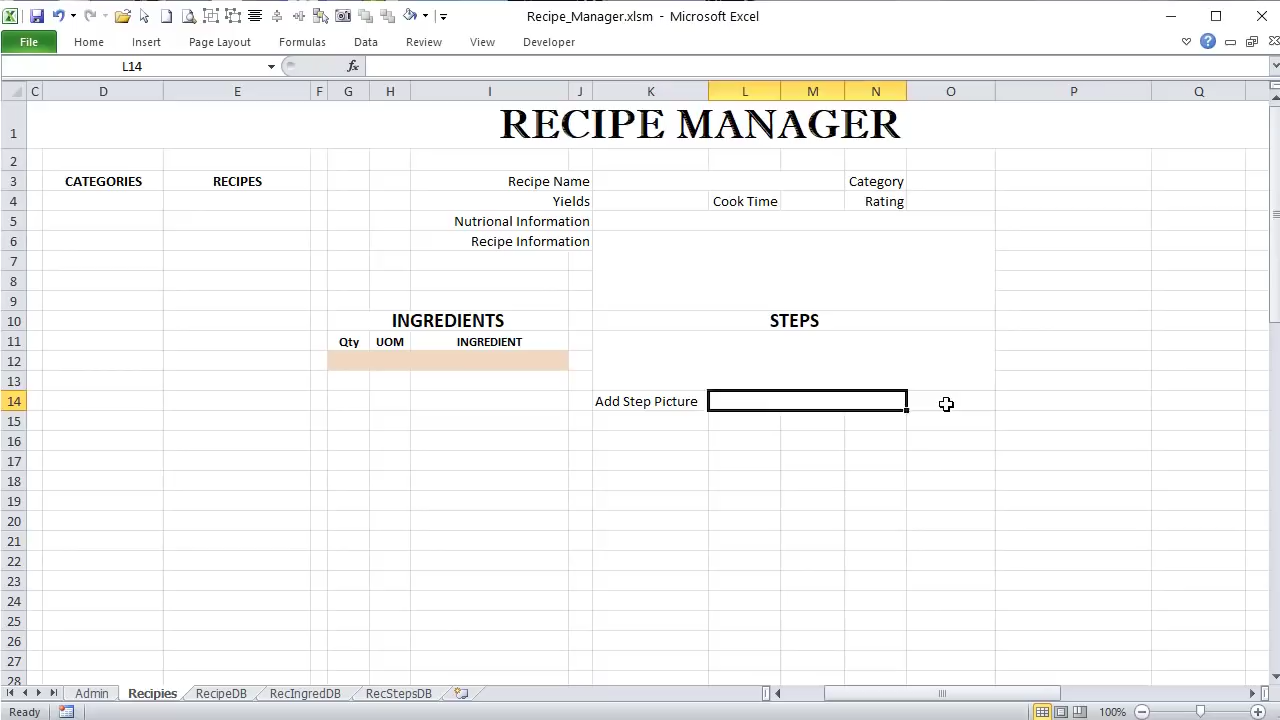 Recipe_Manager.xlsm - Microsoft Excel
File Home Insert Page Layout Formulas Data Review View Developer
L14 fx
C D E F G H I J K L M N O P Q
1 RECIPE MANAGER
2
3 CATEGORIES RECIPES Recipe Name Category
4 Yields Cook Time Rating
5 Nutrional Information
6 Recipe Information
7
8
9
10 INGREDIENTS STEPS
11 Qty UOM INGREDIENT
12
13
14 Add Step Picture
15
16
17
18
19
20
21
22
23
24
25
26
27
28
Admin Recipies RecipeDB RecIngredDB RecStepsDB
Ready 100%